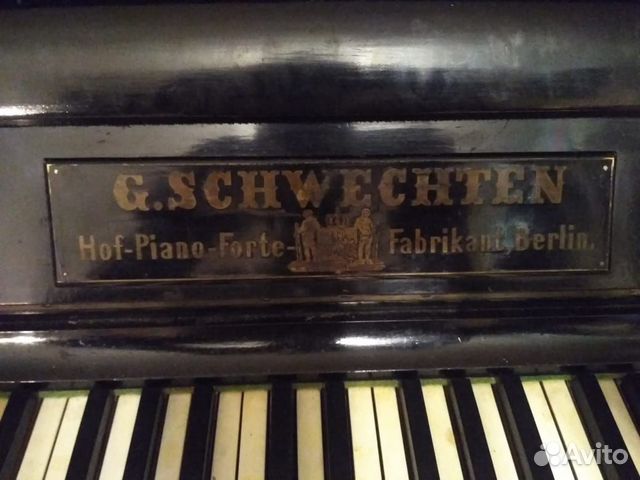 G. SCHWECHTEN
Hof-Piano-Forte-Fabrikant, Berlin.
Avito